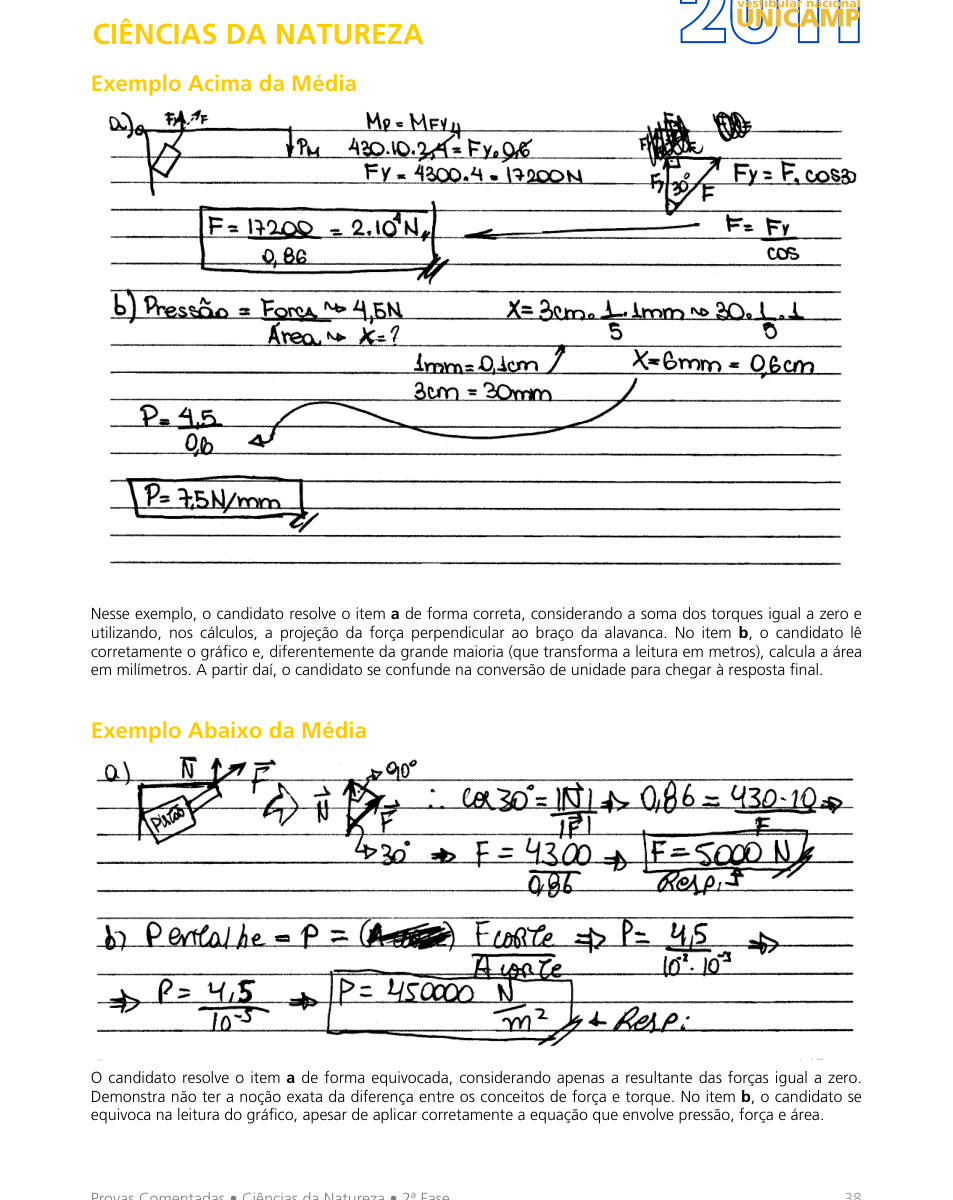 2011
vestibular nacional
UNICAMP
CIÊNCIAS DA NATUREZA
Exemplo Acima da Média
a)
Fy F
PM
Mp = MFy
430.10.2,4 = Fy.0,6
Fy = 4300.4 = 17200N
Fy 30° F
Fy = F. cos30
F = 17200 = 2.10⁴N
0,86
F = Fy
cos
b) Pressão = Força ⇝ 4,5N
Área ⇝ x=?
X = 3cm. 1/5 . 1mm ⇝ 30. 1/5 . 1
1mm = 0,1cm
3cm = 30mm
X = 6mm = 0,6cm
P = 4,5
0,6
P = 7,5N/mm
Nesse exemplo, o candidato resolve o item a de forma correta, considerando a soma dos torques igual a zero e
utilizando, nos cálculos, a projeção da força perpendicular ao braço da alavanca. No item b, o candidato lê
corretamente o gráfico e, diferentemente da grande maioria (que transforma a leitura em metros), calcula a área
em milímetros. A partir daí, o candidato se confunde na conversão de unidade para chegar à resposta final.
Exemplo Abaixo da Média
a) N F
Pistão
N 90° F
30°
∴ cos 30° = |N|/|F| ⇒ 0,86 = 430.10/F ⇒
⇒ F = 4300/0,86 ⇒ F = 5000 N
Resp.
b) P entalhe = P = F corte/A corte ⇒ P = 4,5/10⁻².10⁻³ ⇒
⇒ P = 4,5/10⁻⁵ ⇒ P = 450000 N/m² Resp:
O candidato resolve o item a de forma equivocada, considerando apenas a resultante das forças igual a zero.
Demonstra não ter a noção exata da diferença entre os conceitos de força e torque. No item b, o candidato se
equivoca na leitura do gráfico, apesar de aplicar corretamente a equação que envolve pressão, força e área.
Provas Comentadas • Ciências da Natureza • 2ª Fase
38